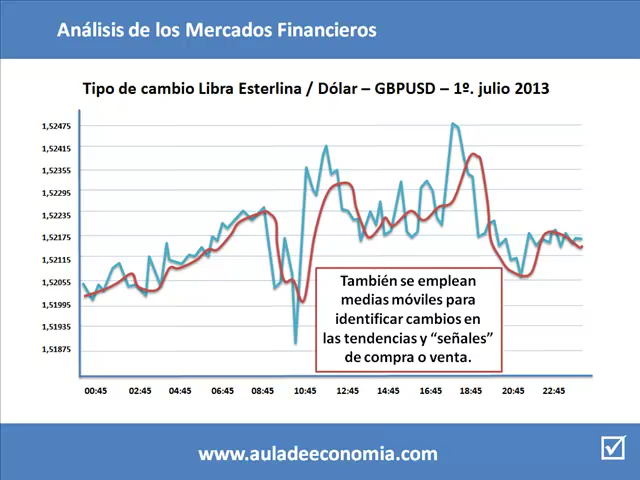 Análisis de los Mercados Financieros
Tipo de cambio Libra Esterlina / Dólar – GBPUSD – 1º. julio 2013
1,52475
1,52415
1,52355
1,52295
1,52235
1,52175
1,52115
1,52055
1,51995
1,51935
1,51875
También se emplean
medias móviles para
identificar cambios en
las tendencias y “señales”
de compra o venta.
00:45 02:45 04:45 06:45 08:45 10:45 12:45 14:45 16:45 18:45 20:45 22:45
www.auladeeconomia.com